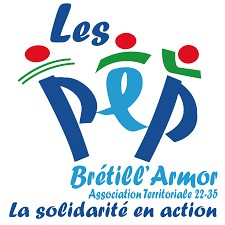 Les
pep
Brétill'Armor
Association Territoriale 22-35
La solidarité en action